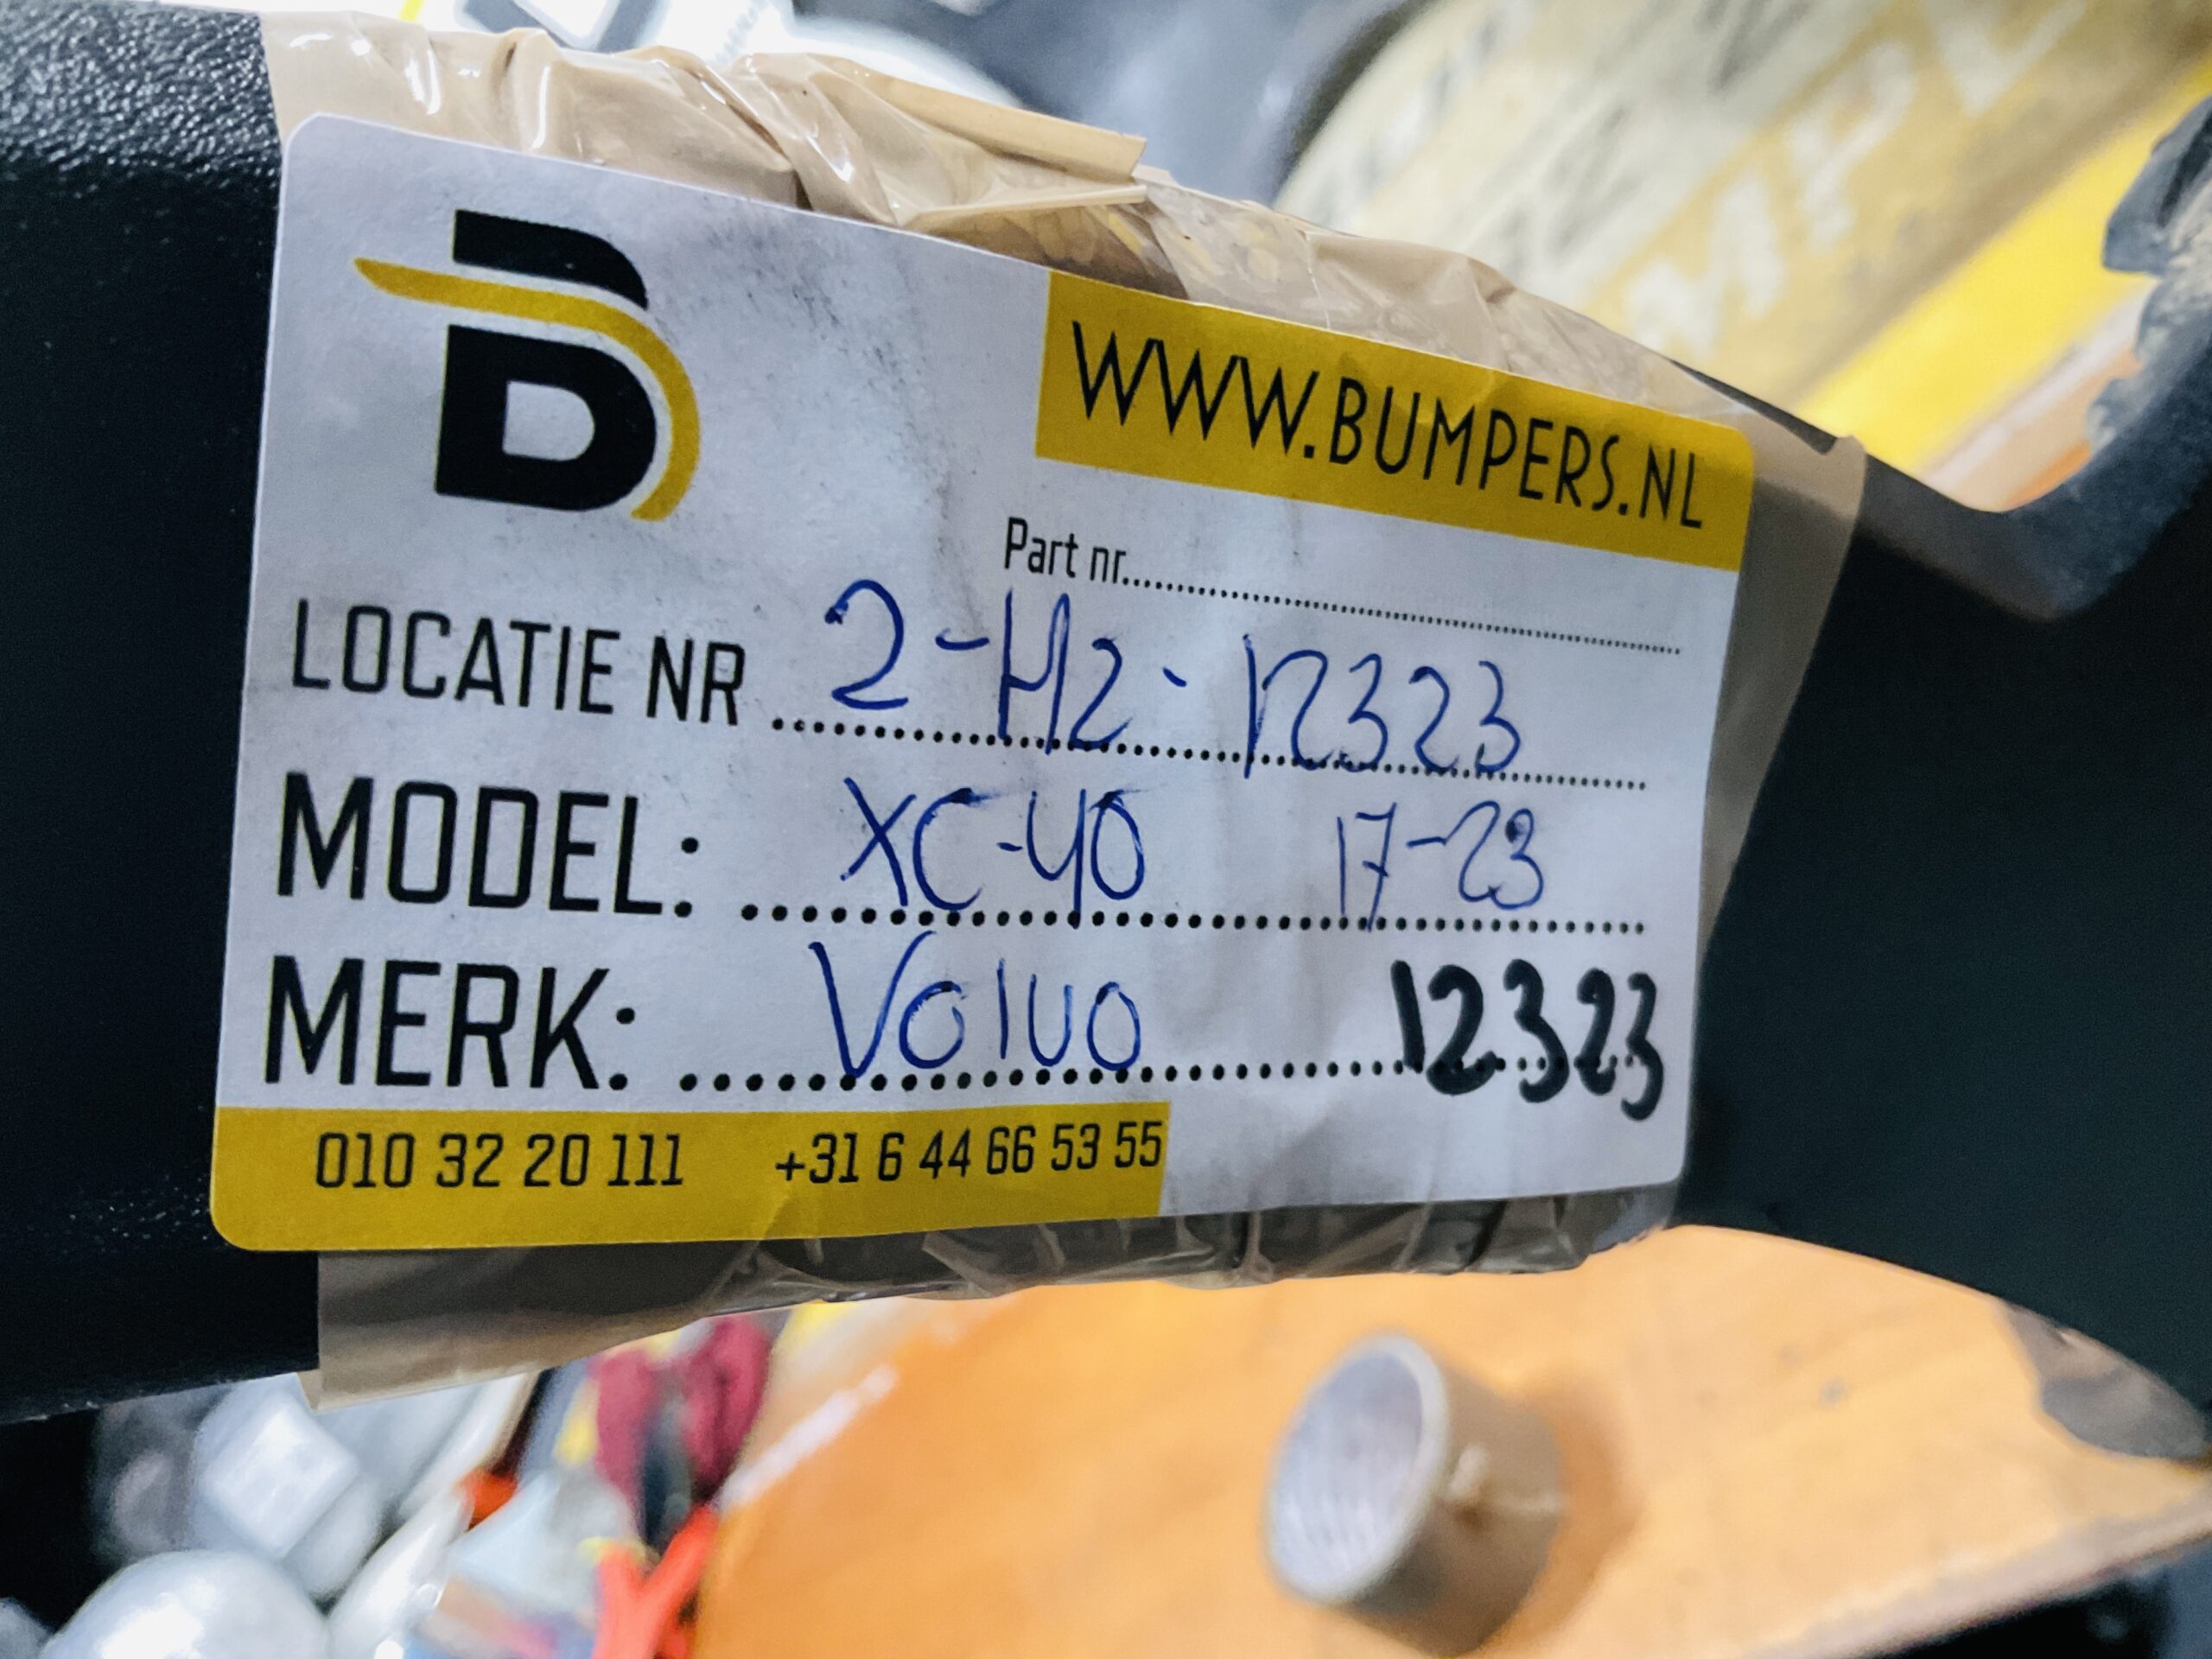 B
WWW.BUMPERS.NL
Part nr..............................
LOCATIE NR 2-H2-12323
MODEL: XC-40 17-23
MERK: Volvo 12323
010 32 20 111 +31 6 44 66 53 55